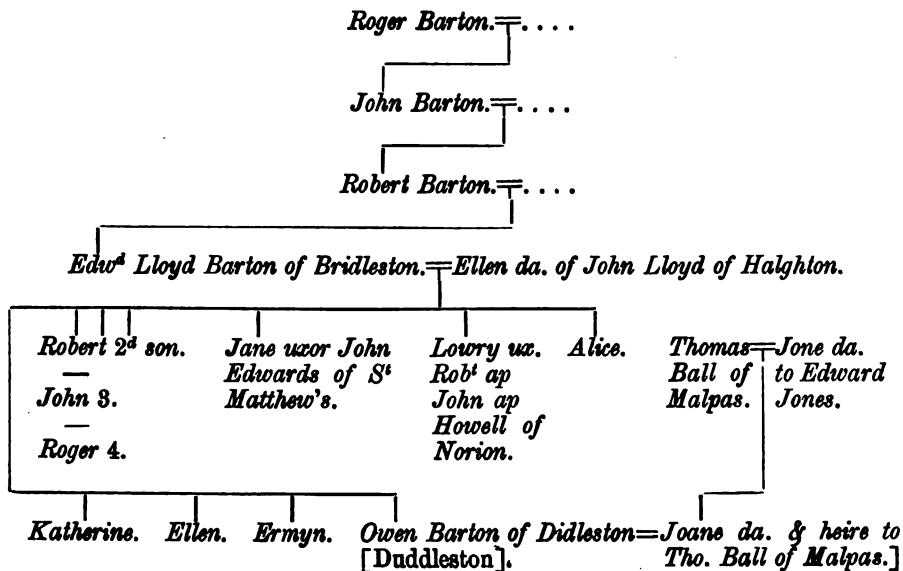 Roger Barton.=. . . .
John Barton.=. . . .
Robert Barton.=. . . .
Edwᵈ Lloyd Barton of Bridleston.=Ellen da. of John Lloyd of Halghton.
Robert 2ᵈ son.
—
John 3.
—
Roger 4.
Jane uxor John
Edwards of Sᵗ
Matthew's.
Lowry ux.
Robᵗ ap
John ap
Howell of
Norion.
Alice.
Thomas=Jone da.
Ball of to Edward
Malpas. Jones.
Katherine. Ellen. Ermyn. Owen Barton of Didleston=Joane da. & heire to
[Duddleston]. Tho. Ball of Malpas.]